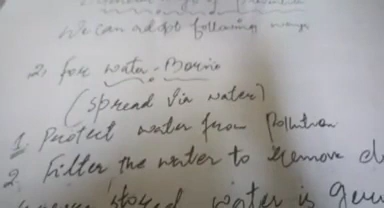 We can adopt following ways
2. for water-Borne
(spread via water)
1. Protect water from Pollution
2. Filter the water to remove
stored water is